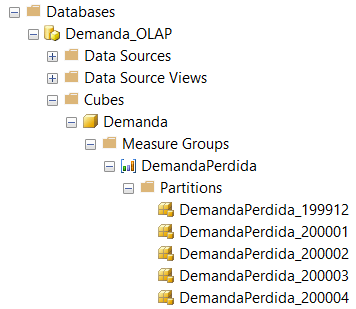 Databases
Demanda_OLAP
Data Sources
Data Source Views
Cubes
Demanda
Measure Groups
DemandaPerdida
Partitions
DemandaPerdida_199912
DemandaPerdida_200001
DemandaPerdida_200002
DemandaPerdida_200003
DemandaPerdida_200004